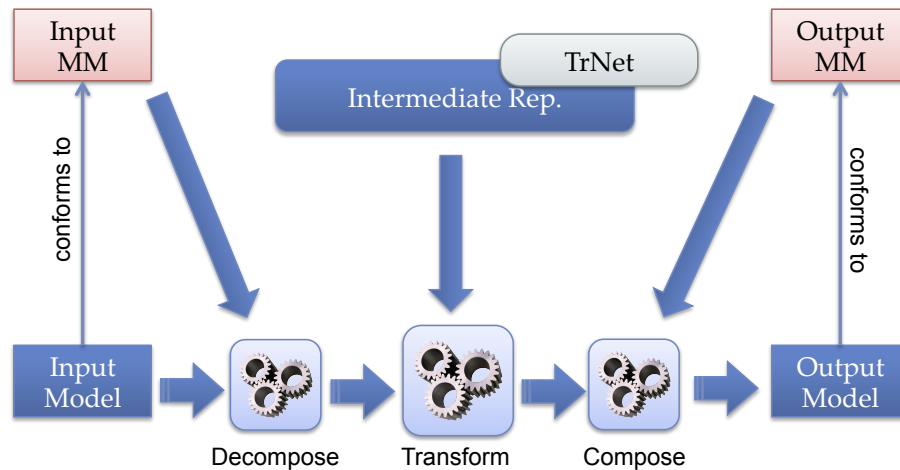 Input
MM
TrNet
Intermediate Rep.
Output
MM
conforms to
conforms to
Input
Model
Output
Model
Decompose
Transform
Compose